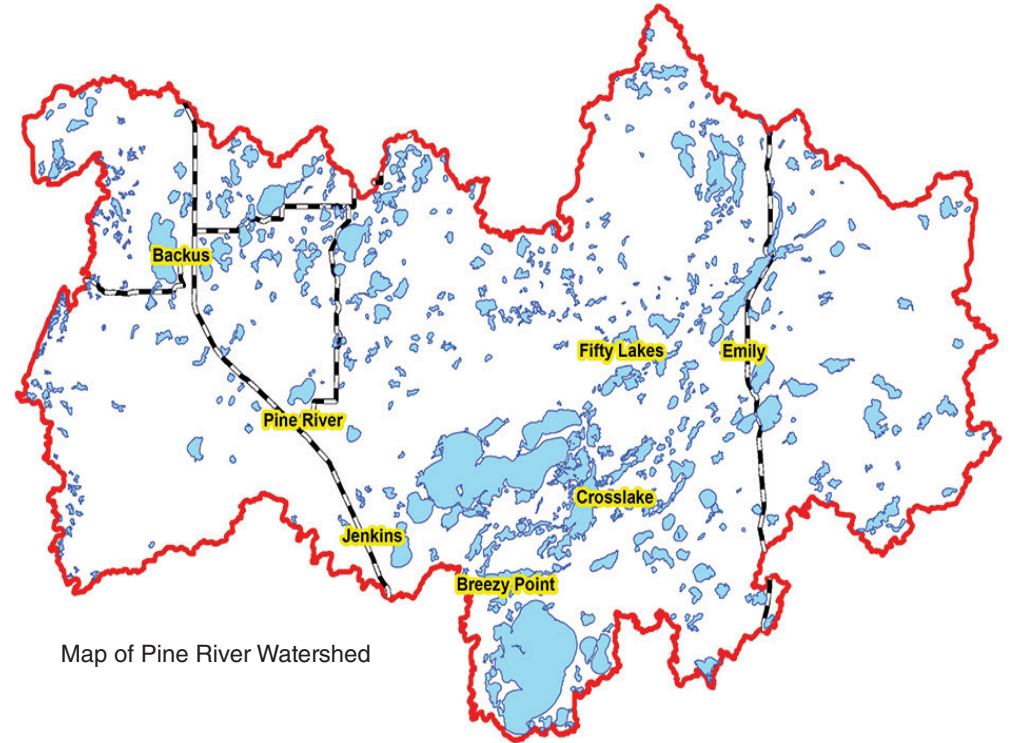 Backus
Fifty Lakes
Emily
Pine River
Crosslake
Jenkins
Breezy Point
Map of Pine River Watershed